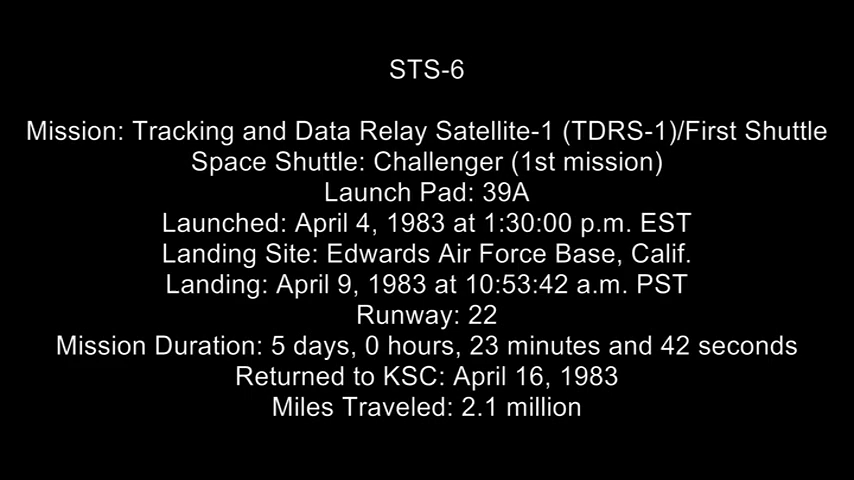 STS-6
Mission: Tracking and Data Relay Satellite-1 (TDRS-1)/First Shuttle
Space Shuttle: Challenger (1st mission)
Launch Pad: 39A
Launched: April 4, 1983 at 1:30:00 p.m. EST
Landing Site: Edwards Air Force Base, Calif.
Landing: April 9, 1983 at 10:53:42 a.m. PST
Runway: 22
Mission Duration: 5 days, 0 hours, 23 minutes and 42 seconds
Returned to KSC: April 16, 1983
Miles Traveled: 2.1 million